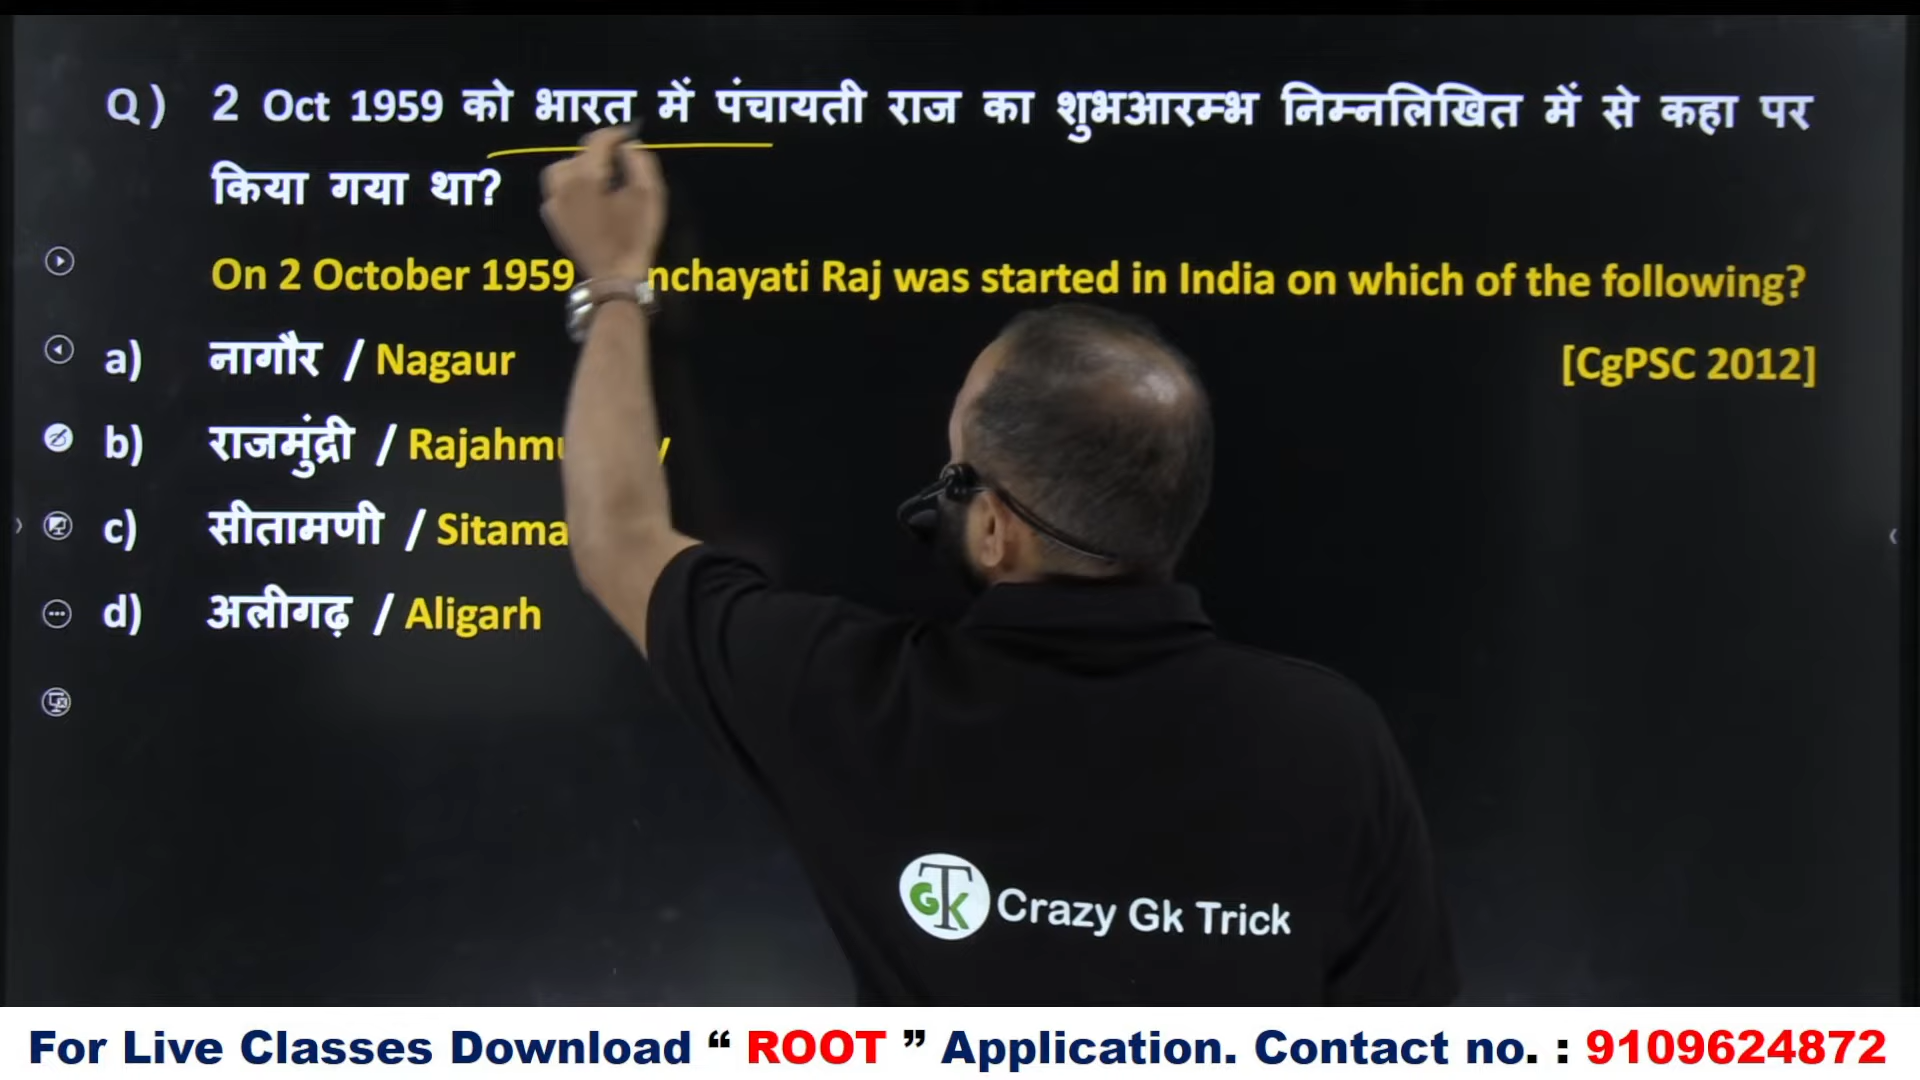 Q) 2 Oct 1959 को भारत में पंचायती राज का शुभआरम्भ निम्नलिखित में से कहा पर
किया गया था?
On 2 October 1959 nchayati Raj was started in India on which of the following?
a) नागौर / Nagaur
[CgPSC 2012]
b) राजमुंद्री / Rajahmu y
c) सीतामणी / Sitama
d) अलीगढ़ / Aligarh
GTK Crazy Gk Trick
For Live Classes Download “ ROOT ” Application. Contact no. : 9109624872